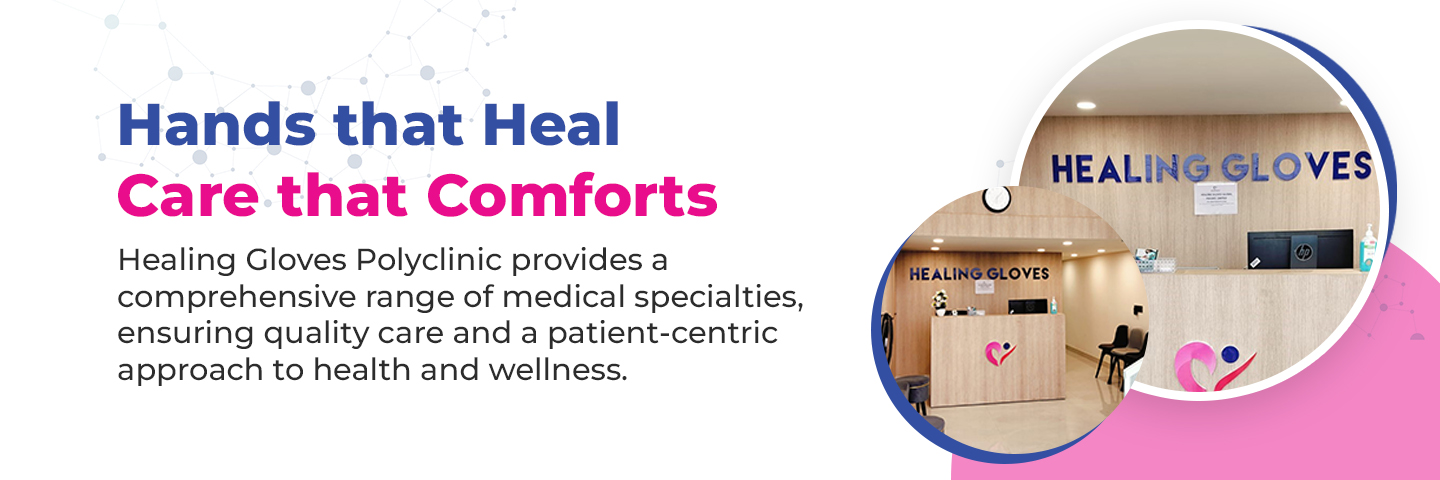 Hands that Heal
Care that Comforts
Healing Gloves Polyclinic provides a
comprehensive range of medical specialties,
ensuring quality care and a patient-centric
approach to health and wellness.
HEALING GLOVES
hp
HEALING GLOVES